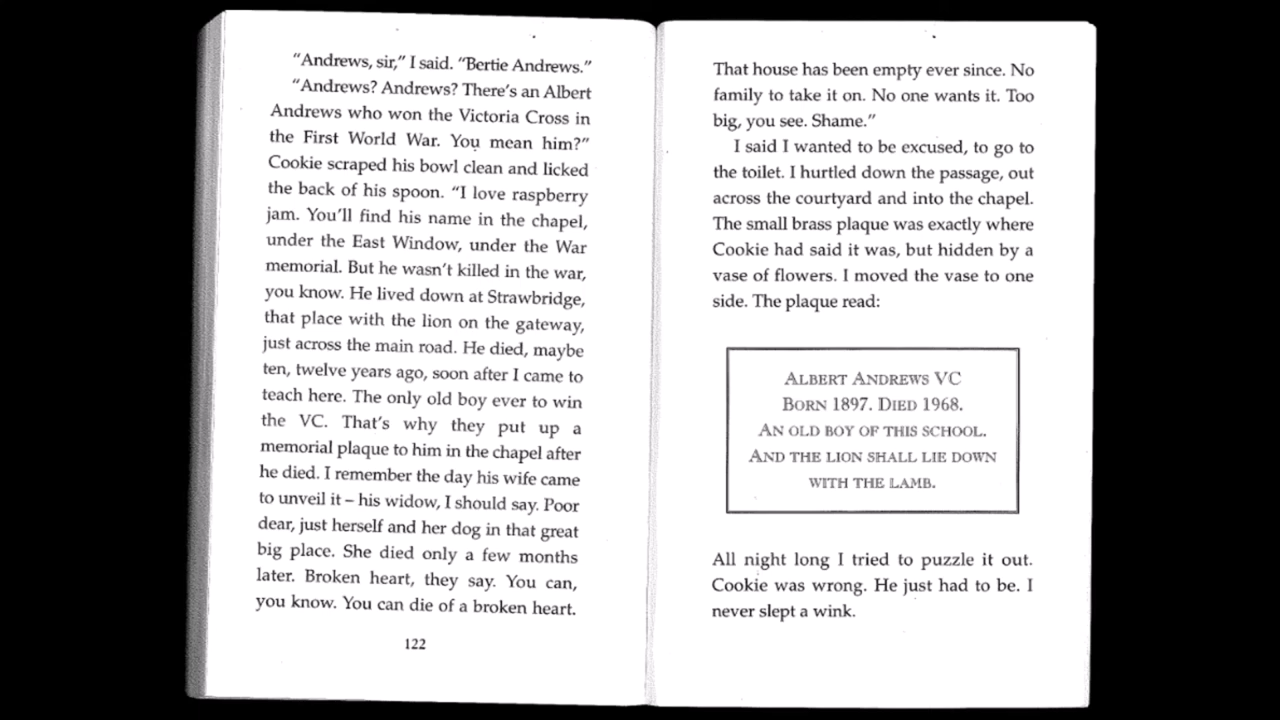 “Andrews, sir,” I said. “Bertie Andrews.”
“Andrews? Andrews? There’s an Albert
Andrews who won the Victoria Cross in
the First World War. You mean him?”
Cookie scraped his bowl clean and licked
the back of his spoon. “I love raspberry
jam. You’ll find his name in the chapel,
under the East Window, under the War
memorial. But he wasn’t killed in the war,
you know. He lived down at Strawbridge,
that place with the lion on the gateway,
just across the main road. He died, maybe
ten, twelve years ago, soon after I came to
teach here. The only old boy ever to win
the VC. That’s why they put up a
memorial plaque to him in the chapel after
he died. I remember the day his wife came
to unveil it – his widow, I should say. Poor
dear, just herself and her dog in that great
big place. She died only a few months
later. Broken heart, they say. You can,
you know. You can die of a broken heart.
122
That house has been empty ever since. No
family to take it on. No one wants it. Too
big, you see. Shame.”
I said I wanted to be excused, to go to
the toilet. I hurtled down the passage, out
across the courtyard and into the chapel.
The small brass plaque was exactly where
Cookie had said it was, but hidden by a
vase of flowers. I moved the vase to one
side. The plaque read:
ALBERT ANDREWS VC
BORN 1897. DIED 1968.
AN OLD BOY OF THIS SCHOOL.
AND THE LION SHALL LIE DOWN
WITH THE LAMB.
All night long I tried to puzzle it out.
Cookie was wrong. He just had to be. I
never slept a wink.